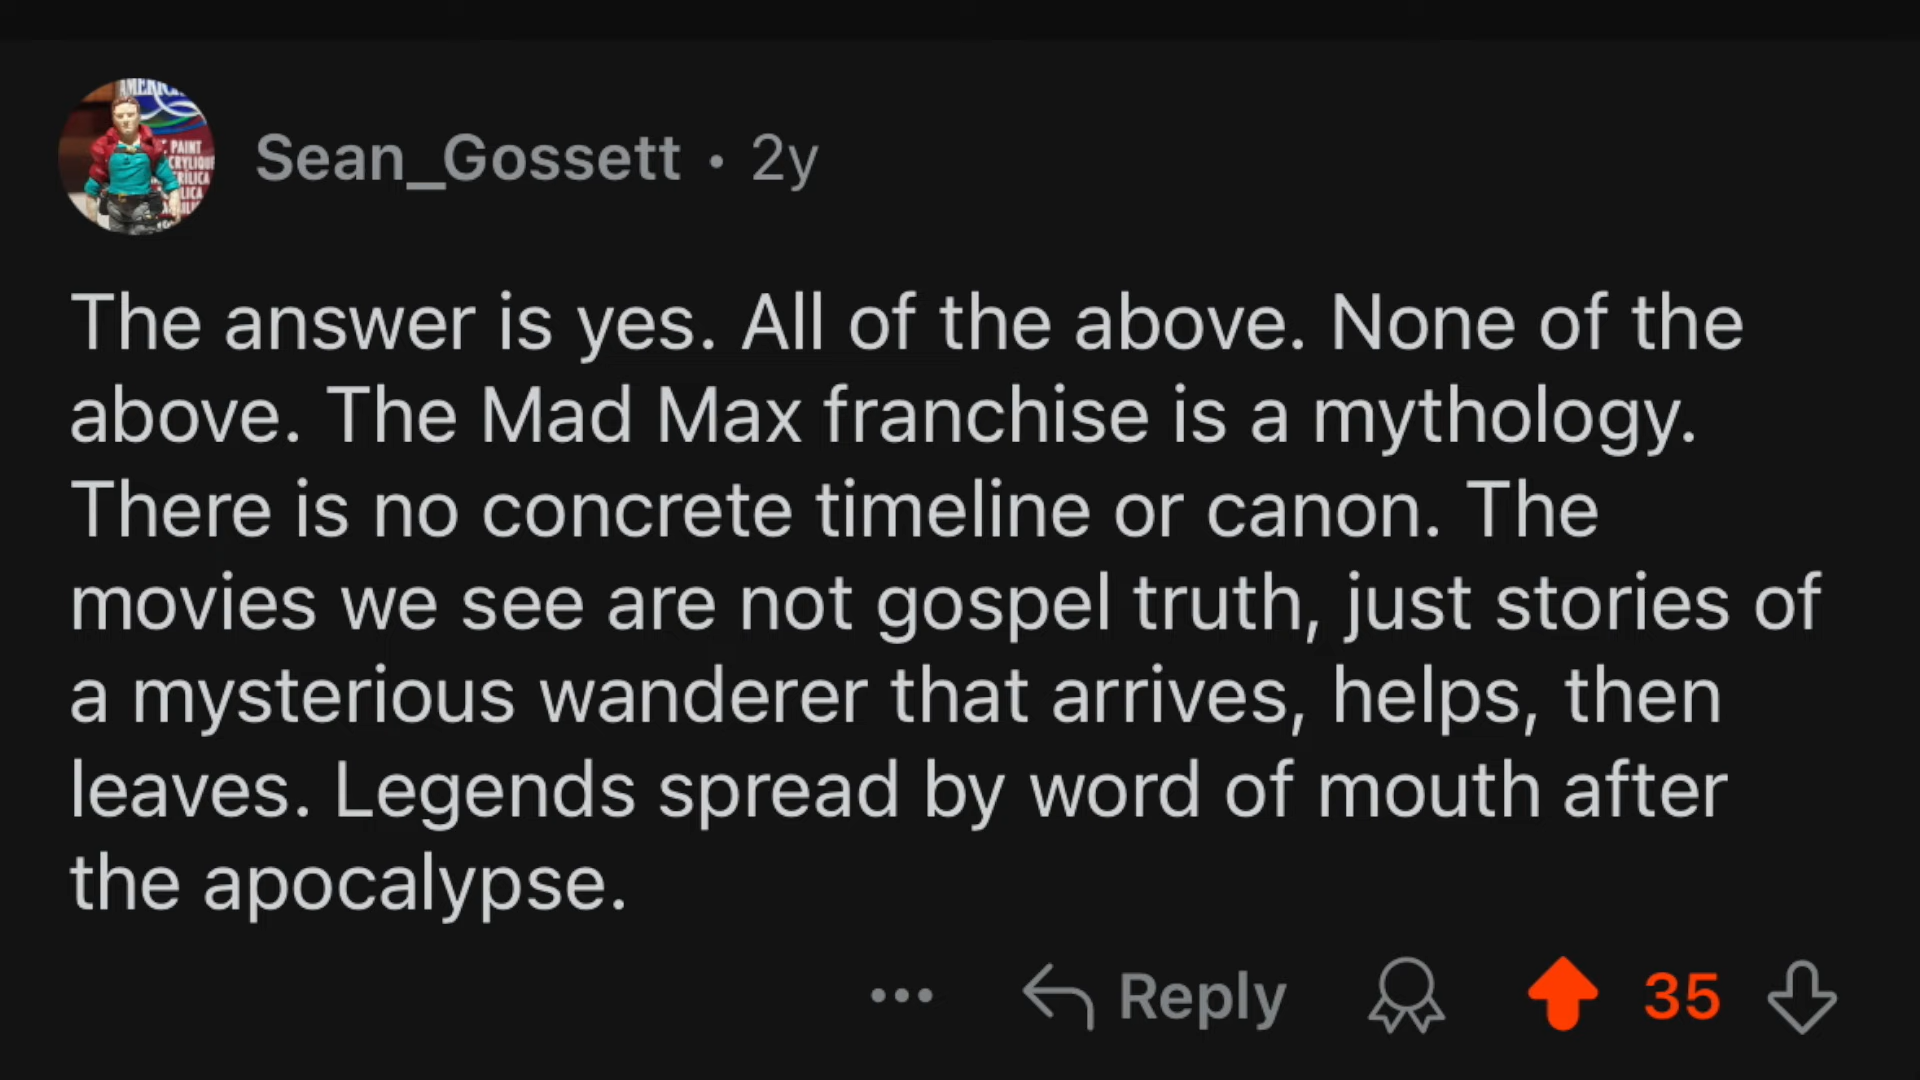 Sean_Gossett • 2y
The answer is yes. All of the above. None of the
above. The Mad Max franchise is a mythology.
There is no concrete timeline or canon. The
movies we see are not gospel truth, just stories of
a mysterious wanderer that arrives, helps, then
leaves. Legends spread by word of mouth after
the apocalypse.
... Reply 35